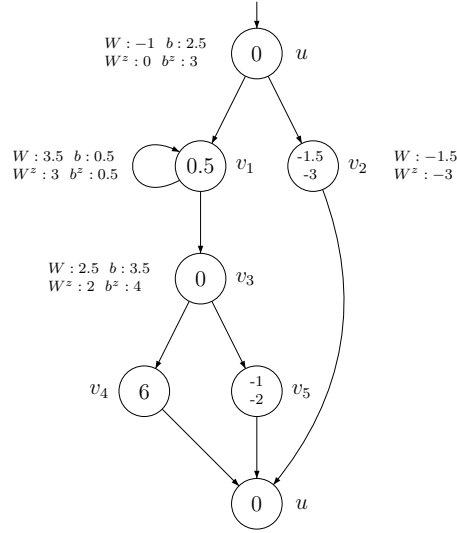 W : −1 b : 2.5
W^z : 0 b^z : 3
0
u
W : 3.5 b : 0.5
W^z : 3 b^z : 0.5
0.5
v_1
-1.5
-3
v_2
W : −1.5
W^z : −3
W : 2.5 b : 3.5
W^z : 2 b^z : 4
0
v_3
v_4
6
-1
-2
v_5
0
u